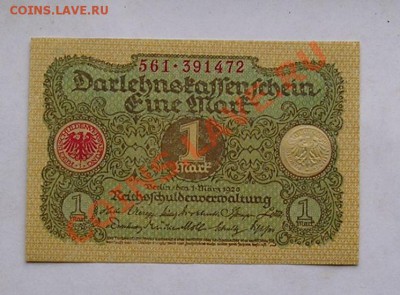 COINS.LAVE.RU
561·391472
Darlehnskassenschein
Eine Mark
1
Mark
Berlin, den 1. März 1920
Reichsschuldenverwaltung
1
Mark
1
Mark
COINS.LAVE.RU